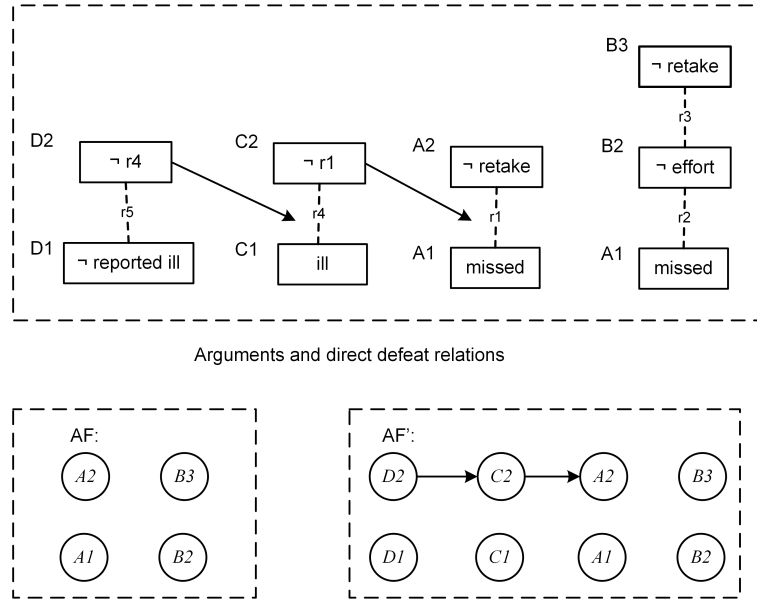 B3
¬ retake
r3
D2
¬ r4
C2
¬ r1
A2
¬ retake
B2
¬ effort
r5
r4
r1
r2
D1
¬ reported ill
C1
ill
A1
missed
A1
missed
Arguments and direct defeat relations
AF:
A2
B3
A1
B2
AF’:
D2
C2
A2
B3
D1
C1
A1
B2